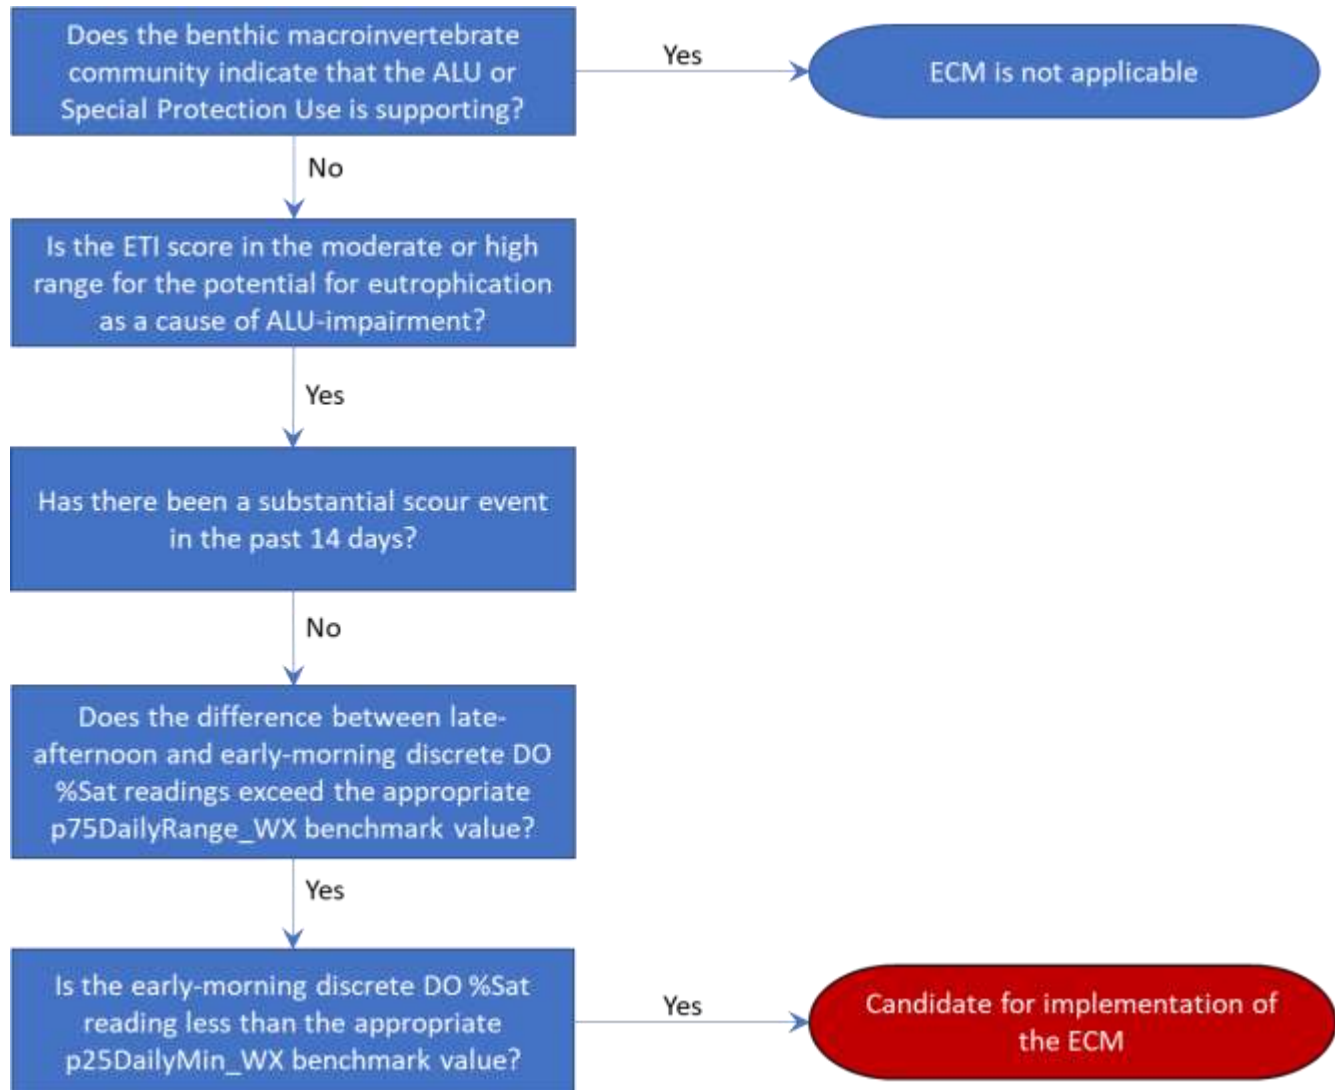 Does the benthic macroinvertebrate
community indicate that the ALU or
Special Protection Use is supporting?
Yes
ECM is not applicable
No
Is the ETI score in the moderate or high
range for the potential for eutrophication
as a cause of ALU-impairment?
Yes
Has there been a substantial scour event
in the past 14 days?
No
Does the difference between late-
afternoon and early-morning discrete DO
%Sat readings exceed the appropriate
p75DailyRange_WX benchmark value?
Yes
Is the early-morning discrete DO %Sat
reading less than the appropriate
p25DailyMin_WX benchmark value?
Yes
Candidate for implementation of
the ECM